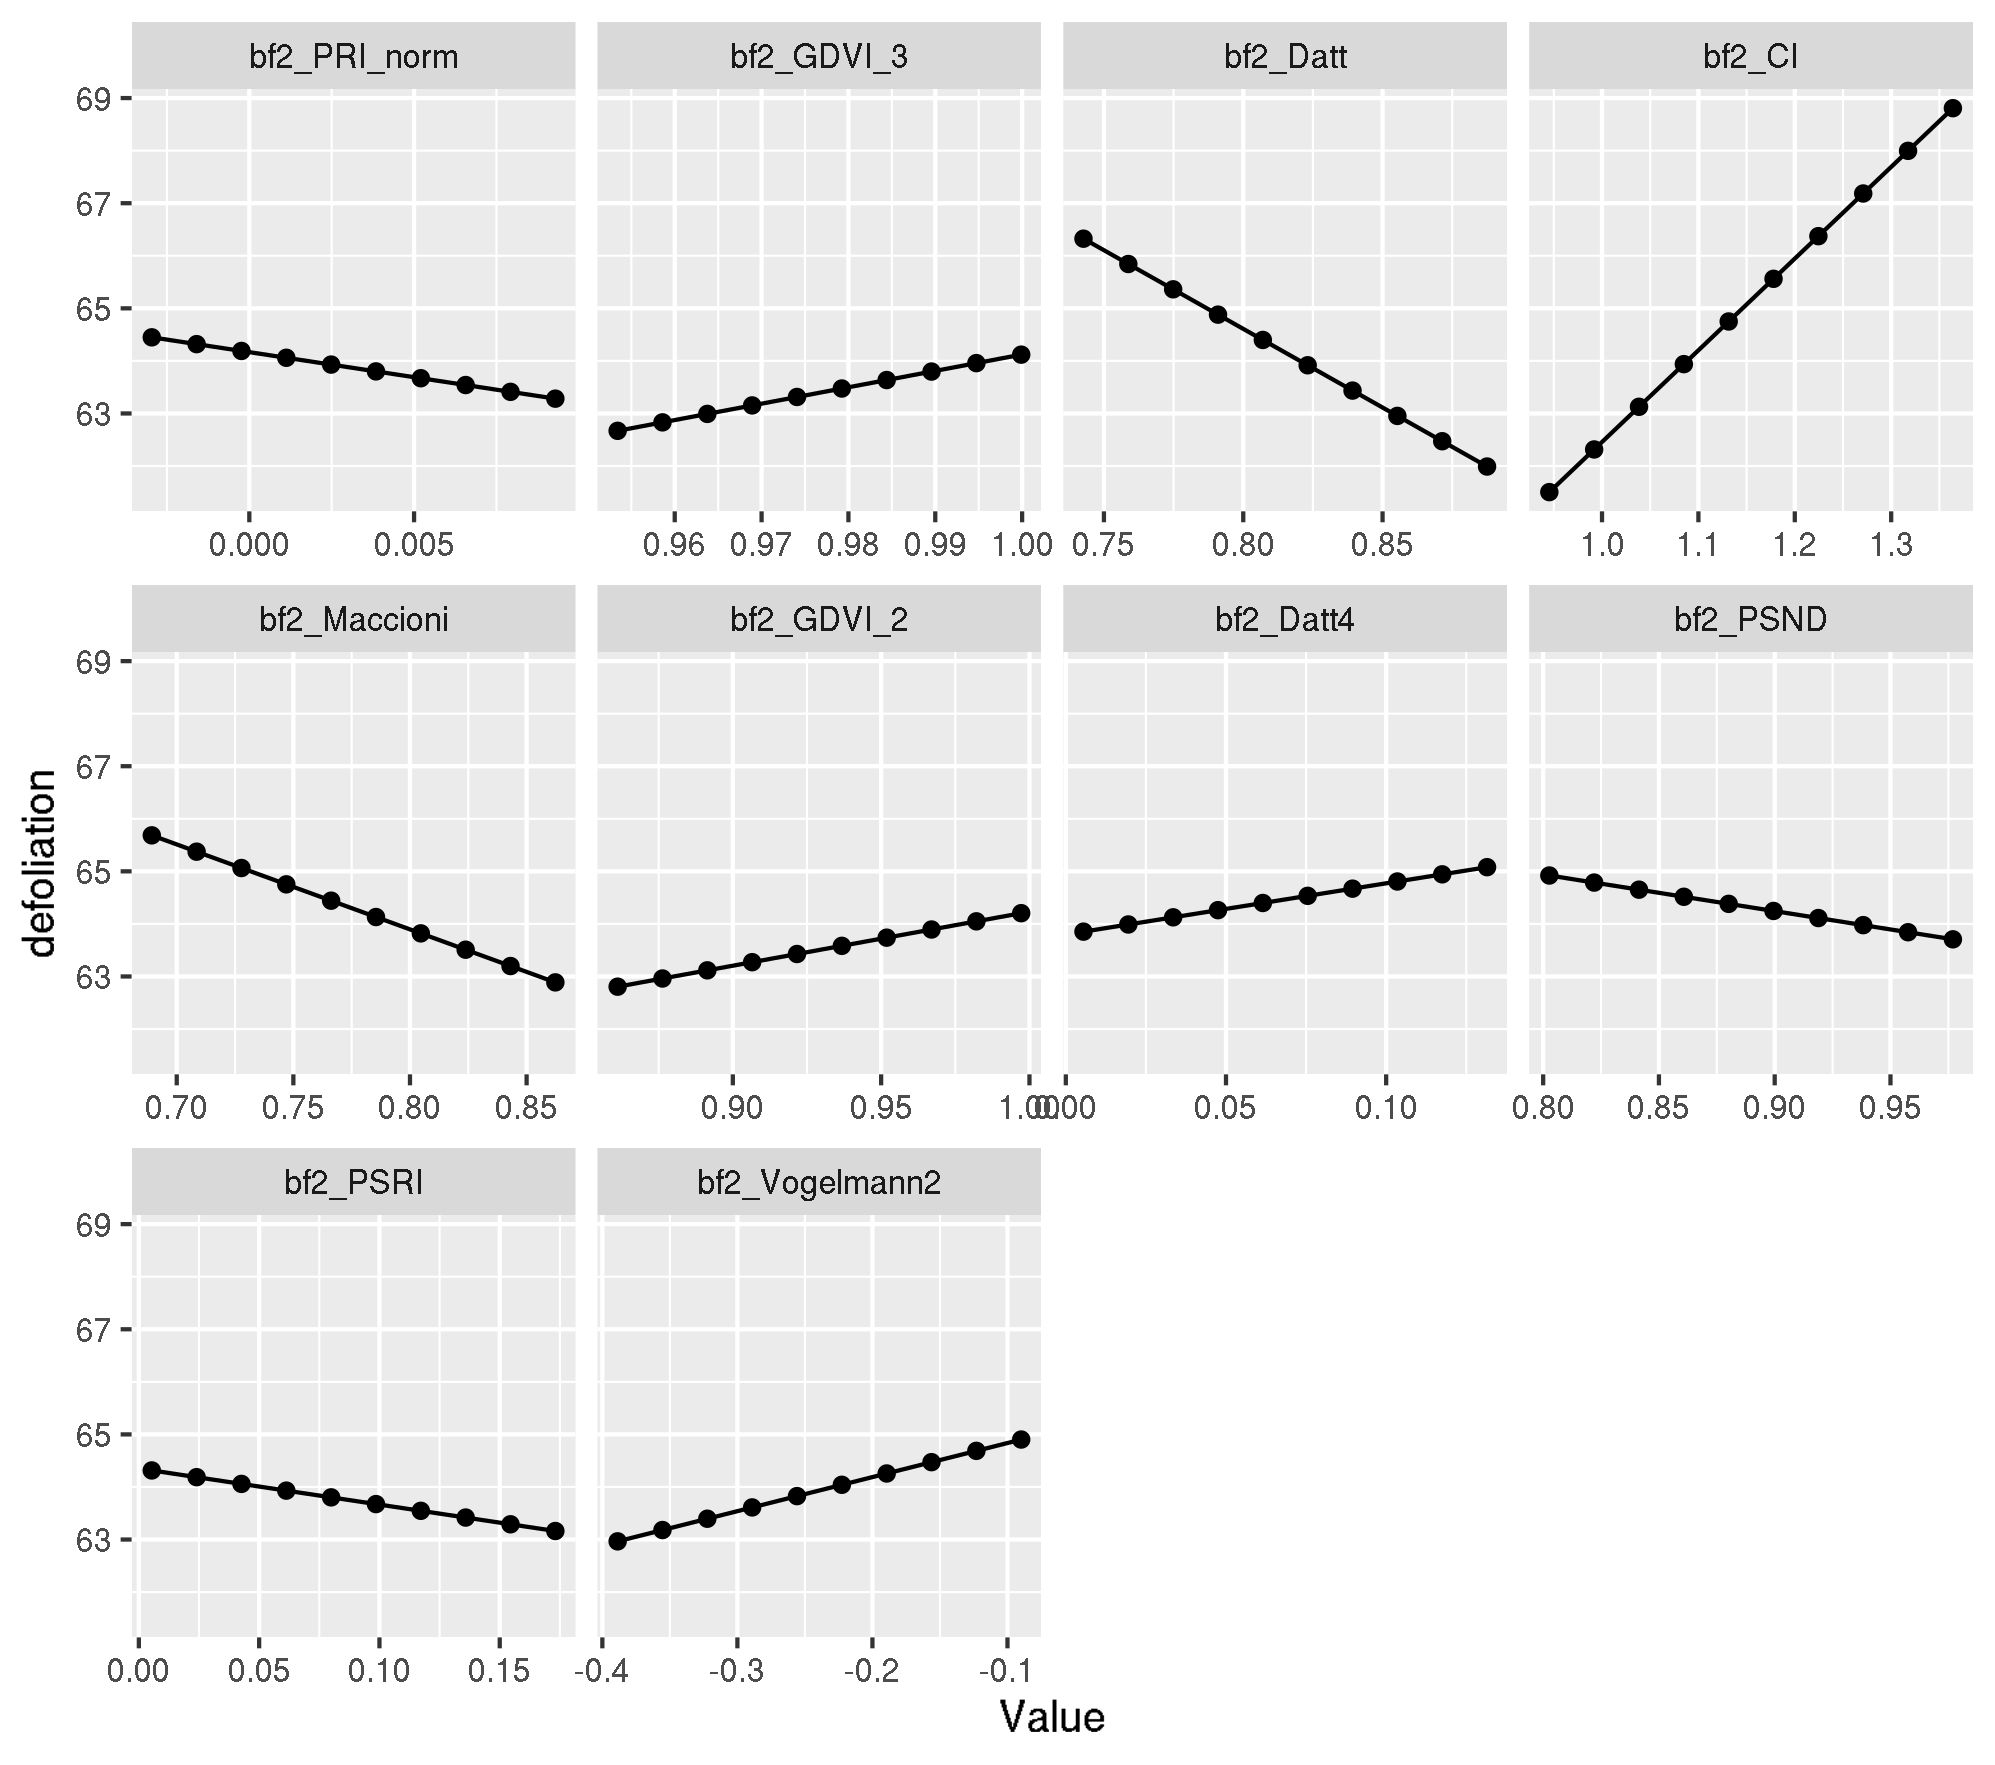 bf2_PRI_norm bf2_GDVI_3 bf2_Datt bf2_CI
69
67
65
63
0.000 0.005 0.96 0.97 0.98 0.99 1.00 0.75 0.80 0.85 1.0 1.1 1.2 1.3
bf2_Maccioni bf2_GDVI_2 bf2_Datt4 bf2_PSND
69
67
65
63
0.70 0.75 0.80 0.85 0.90 0.95 1.00 0.00 0.05 0.10 0.80 0.85 0.90 0.95
bf2_PSRI bf2_Vogelmann2
69
67
65
63
0.00 0.05 0.10 0.15 -0.4 -0.3 -0.2 -0.1
Value
defoliation